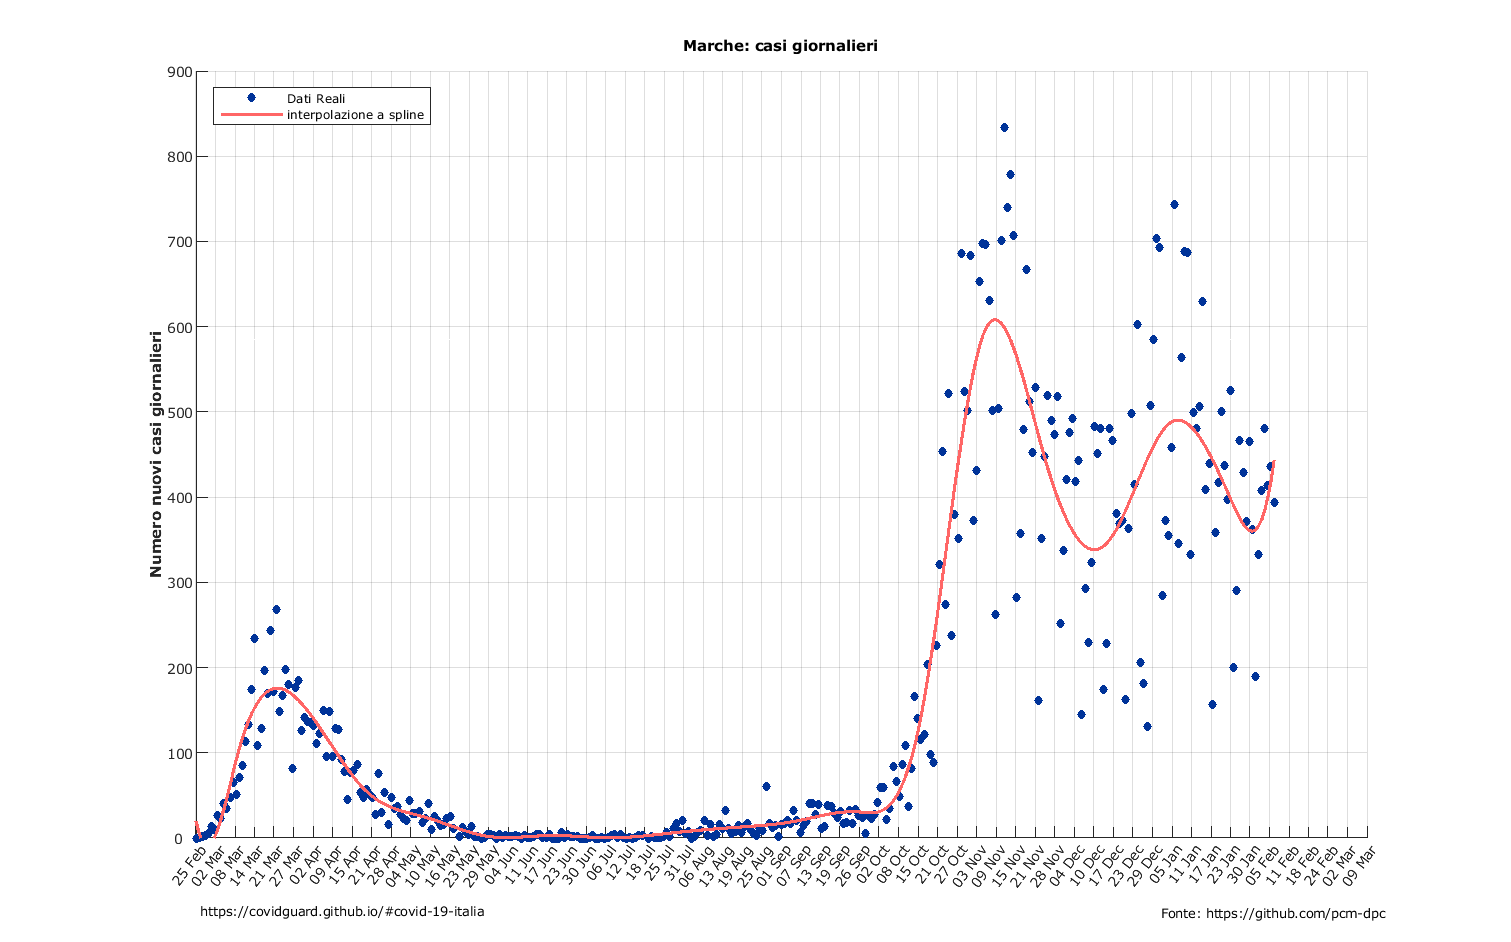 Marche: casi giornalieri
Dati Reali
interpolazione a spline
Numero nuovi casi giornalieri
900
800
700
600
500
400
300
200
100
0
25 Feb
02 Mar
08 Mar
14 Mar
21 Mar
27 Mar
02 Apr
09 Apr
15 Apr
21 Apr
28 Apr
04 May
10 May
16 May
23 May
29 May
04 Jun
11 Jun
17 Jun
23 Jun
30 Jun
06 Jul
12 Jul
18 Jul
25 Jul
31 Jul
06 Aug
13 Aug
19 Aug
25 Aug
01 Sep
07 Sep
13 Sep
19 Sep
26 Sep
02 Oct
08 Oct
15 Oct
21 Oct
27 Oct
03 Nov
09 Nov
15 Nov
21 Nov
28 Nov
04 Dec
10 Dec
17 Dec
23 Dec
29 Dec
05 Jan
11 Jan
17 Jan
23 Jan
30 Jan
05 Feb
11 Feb
18 Feb
24 Feb
02 Mar
09 Mar
https://covidguard.github.io/#covid-19-italia
Fonte: https://github.com/pcm-dpc